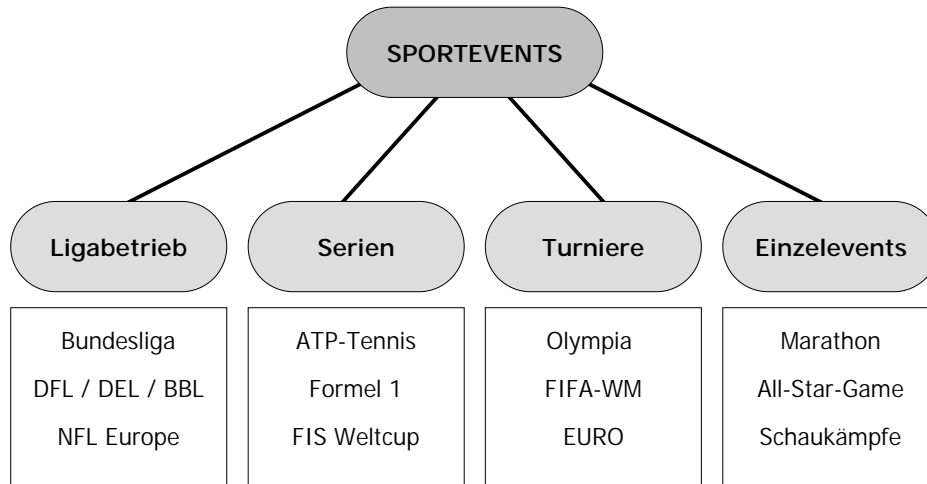 SPORTEVENTS
Ligabetrieb
Serien
Turniere
Einzelevents
Bundesliga
DFL / DEL / BBL
NFL Europe
ATP-Tennis
Formel 1
FIS Weltcup
Olympia
FIFA-WM
EURO
Marathon
All-Star-Game
Schaukämpfe